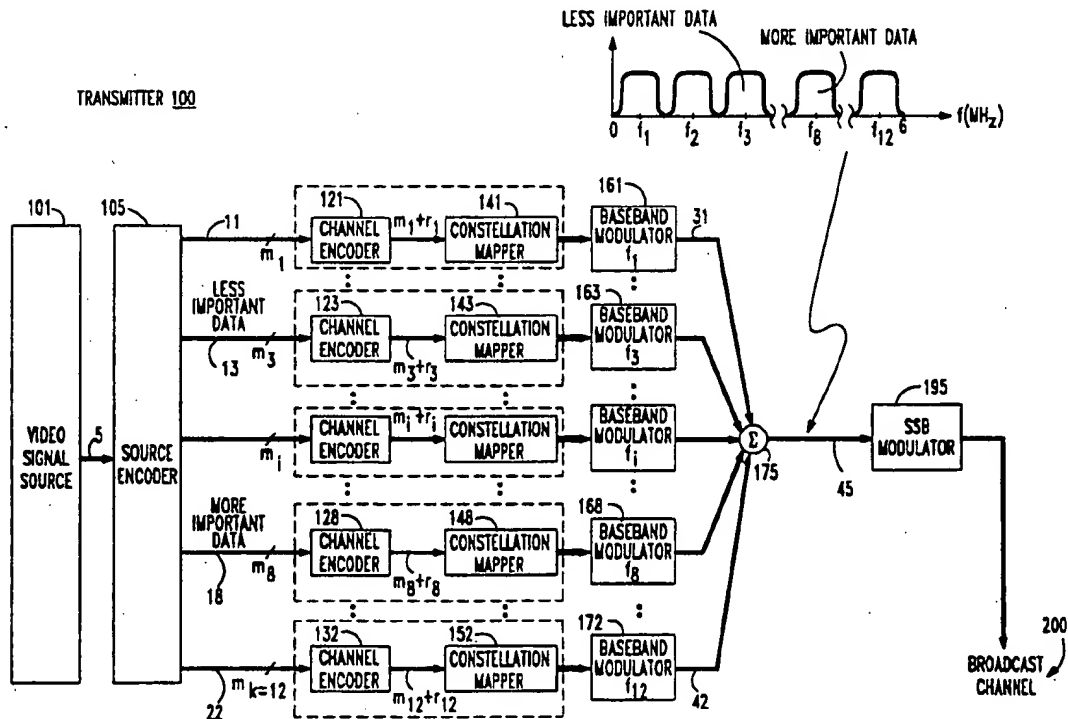 LESS IMPORTANT DATA
MORE IMPORTANT DATA
TRANSMITTER 100
0 f1 f2 f3 f8 f12 6 f(MHz)
101
VIDEO SIGNAL SOURCE
5
105
SOURCE ENCODER
11
m1
121
CHANNEL ENCODER
m1+r1
141
CONSTELLATION MAPPER
161
BASEBAND MODULATOR f1
31
LESS IMPORTANT DATA
13
m3
123
CHANNEL ENCODER
m3+r3
143
CONSTELLATION MAPPER
163
BASEBAND MODULATOR f3
mi
CHANNEL ENCODER
mi+ri
CONSTELLATION MAPPER
BASEBAND MODULATOR fi
Σ
175
45
195
SSB MODULATOR
MORE IMPORTANT DATA
18
m8
128
CHANNEL ENCODER
m8+r8
148
CONSTELLATION MAPPER
168
BASEBAND MODULATOR f8
22
mk=12
132
CHANNEL ENCODER
m12+r12
152
CONSTELLATION MAPPER
172
BASEBAND MODULATOR f12
42
BROADCAST CHANNEL
200